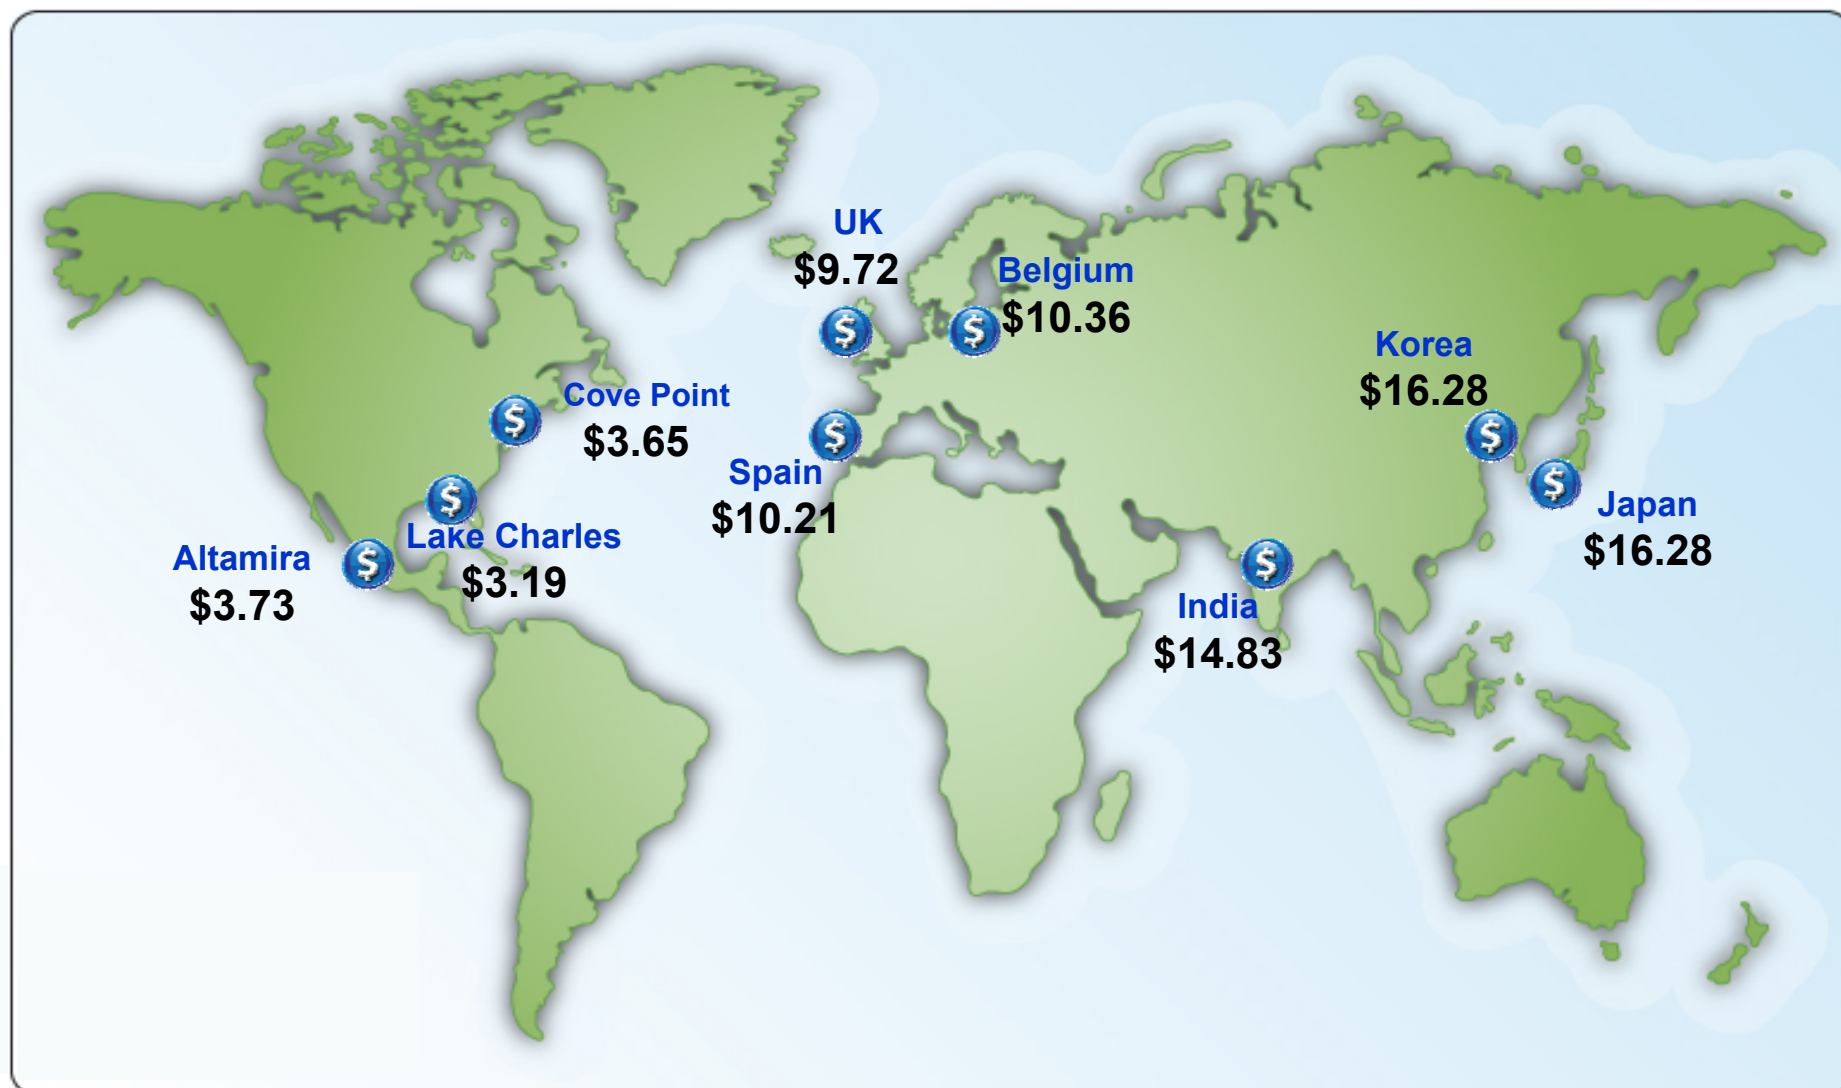 UK
$9.72
Belgium
$10.36
Korea
$16.28
Cove Point
$3.65
Spain
$10.21
Japan
$16.28
Lake Charles
$3.19
Altamira
$3.73
India
$14.83